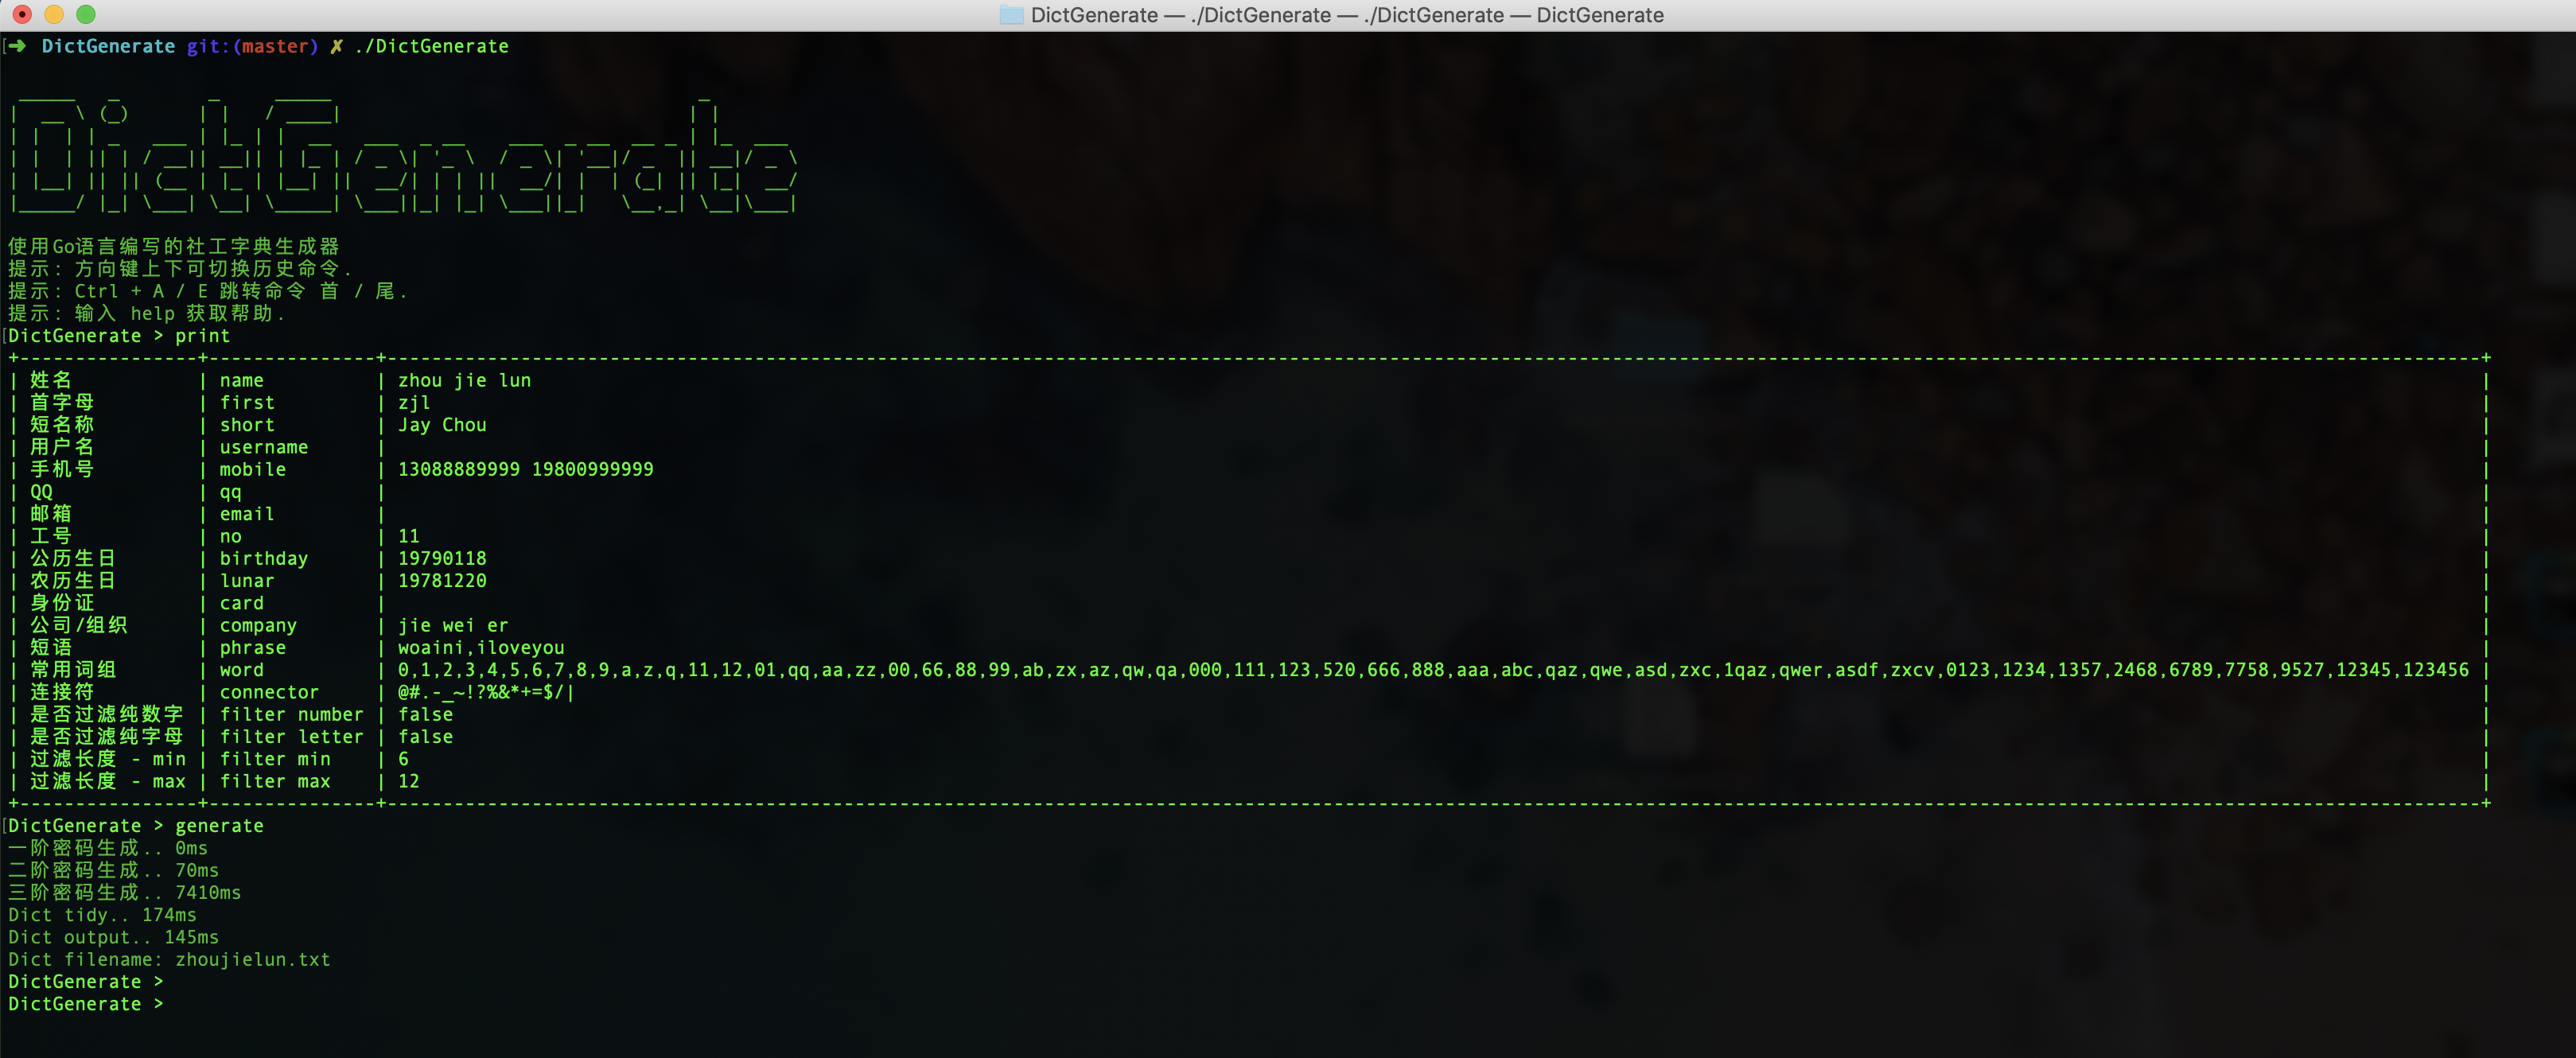 DictGenerate — ./DictGenerate — ./DictGenerate — DictGenerate
➜ DictGenerate git:(master) ✗ ./DictGenerate
DictGenerate
使用Go语言编写的社工字典生成器
提示: 方向键上下可切换历史命令.
提示: Ctrl + A / E 跳转命令 首 / 尾.
提示: 输入 help 获取帮助.
DictGenerate > print
| 姓名 | name | zhou jie lun |
| 首字母 | first | zjl |
| 短名称 | short | Jay Chou |
| 用户名 | username | |
| 手机号 | mobile | 13088889999 19800999999 |
| QQ | qq | |
| 邮箱 | email | |
| 工号 | no | 11 |
| 公历生日 | birthday | 19790118 |
| 农历生日 | lunar | 19781220 |
| 身份证 | card | |
| 公司/组织 | company | jie wei er |
| 短语 | phrase | woaini,iloveyou |
| 常用词组 | word | 0,1,2,3,4,5,6,7,8,9,a,z,q,11,12,01,qq,aa,zz,00,66,88,99,ab,zx,az,qw,qa,000,111,123,520,666,888,aaa,abc,qaz,qwe,asd,zxc,1qaz,qwer,asdf,zxcv,0123,1234,1357,2468,6789,7758,9527,12345,123456 |
| 连接符 | connector | @#.-_~!?%&*+=$/| |
| 是否过滤纯数字 | filter number | false |
| 是否过滤纯字母 | filter letter | false |
| 过滤长度 - min | filter min | 6 |
| 过滤长度 - max | filter max | 12 |
DictGenerate > generate
一阶密码生成.. 0ms
二阶密码生成.. 70ms
三阶密码生成.. 7410ms
Dict tidy.. 174ms
Dict output.. 145ms
Dict filename: zhoujielun.txt
DictGenerate >
DictGenerate >